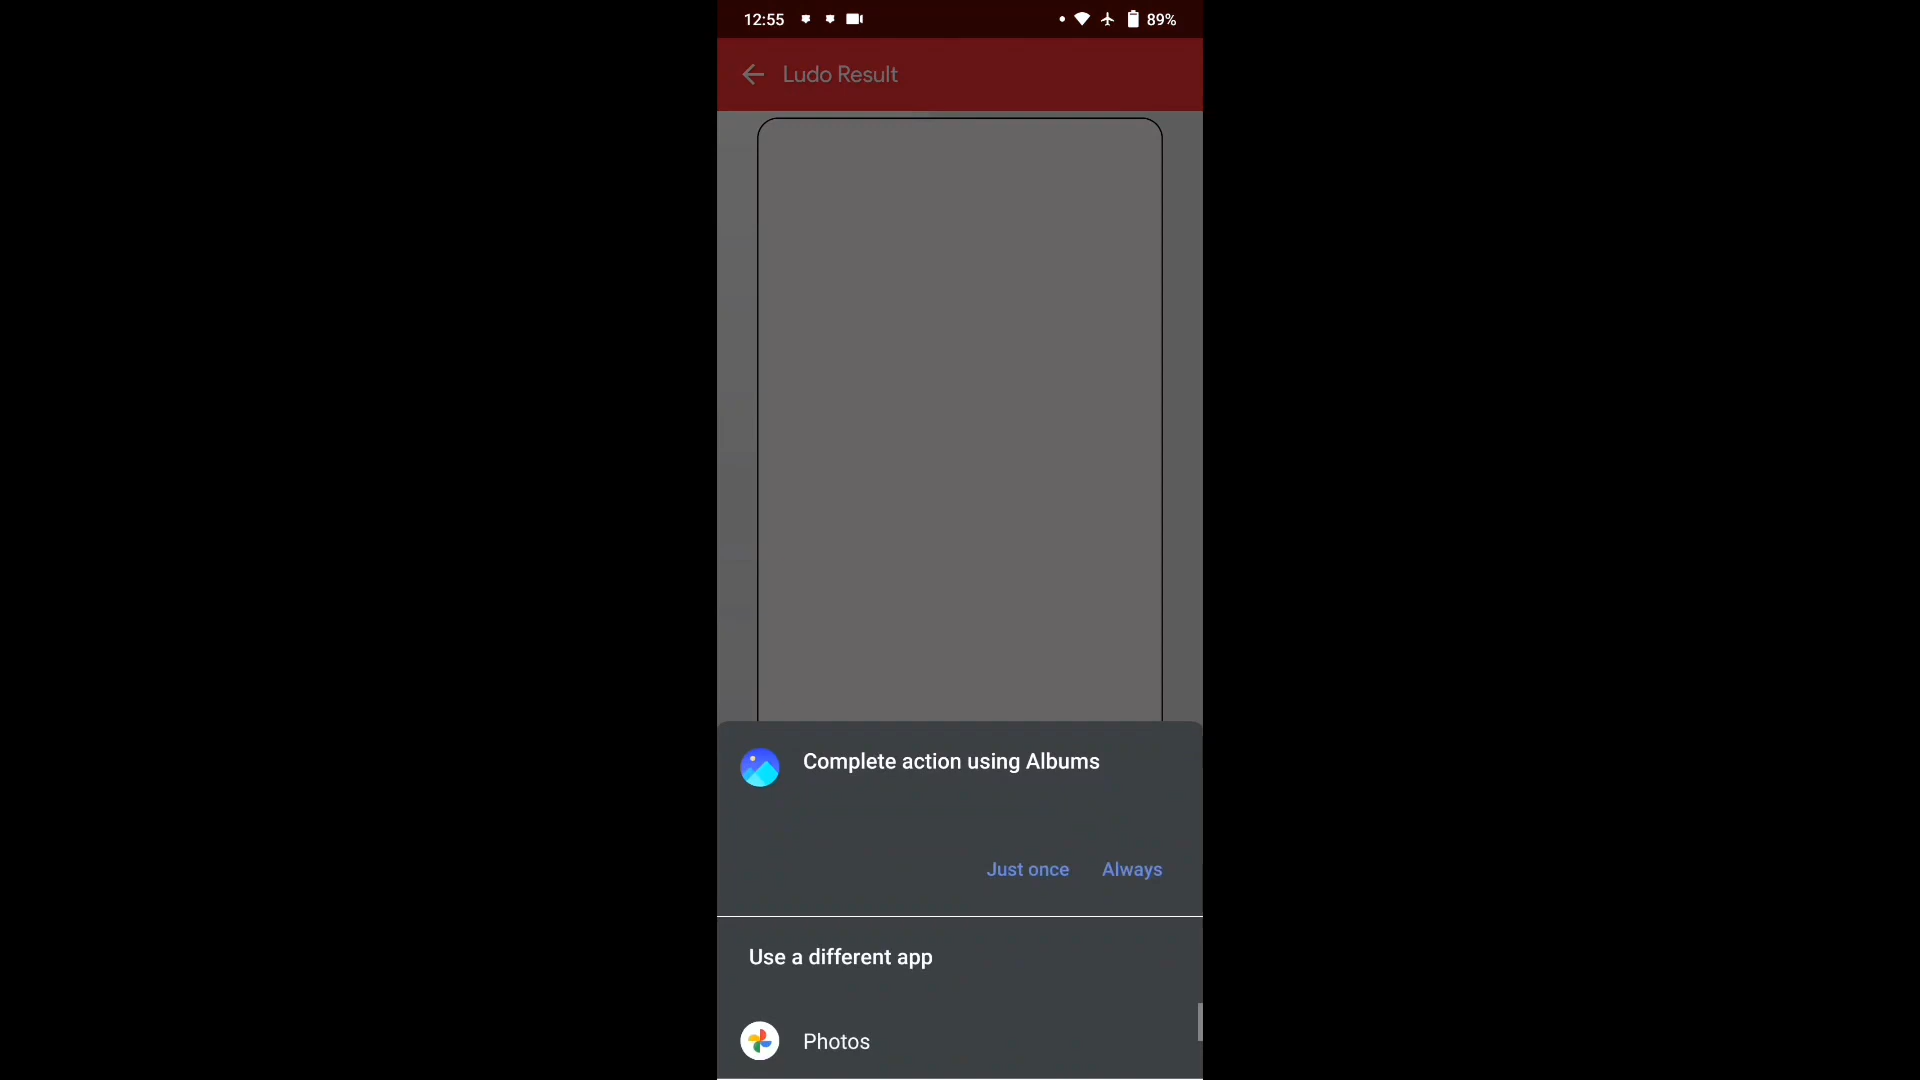 12:55
89%
Ludo Result
Complete action using Albums
Just once
Always
Use a different app
Photos